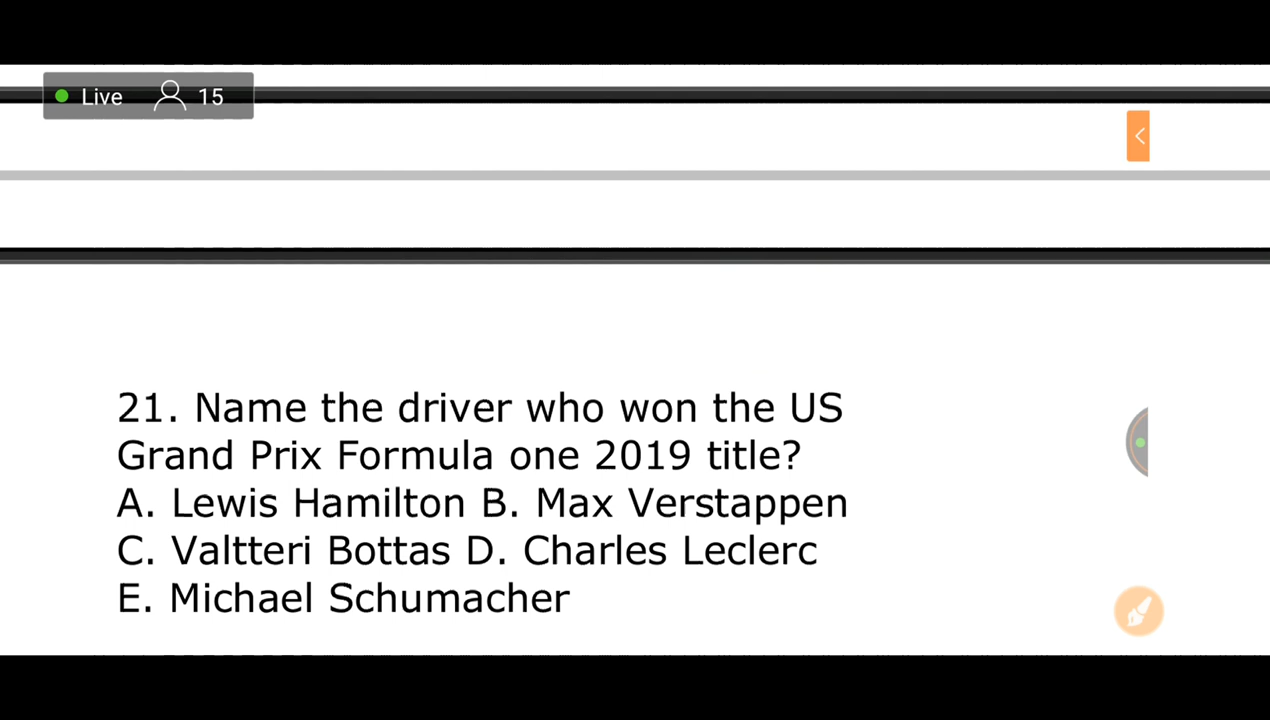 Live 15
21. Name the driver who won the US
Grand Prix Formula one 2019 title?
A. Lewis Hamilton B. Max Verstappen
C. Valtteri Bottas D. Charles Leclerc
E. Michael Schumacher